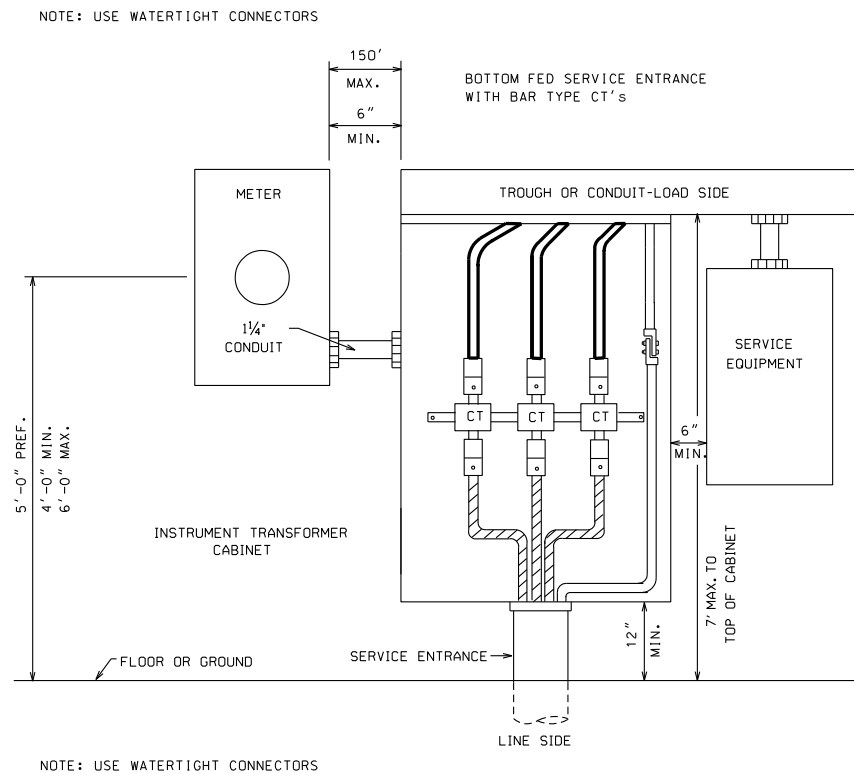 NOTE: USE WATERTIGHT CONNECTORS
150'
MAX.
6"
MIN.
BOTTOM FED SERVICE ENTRANCE
WITH BAR TYPE CT's
METER
TROUGH OR CONDUIT-LOAD SIDE
1¼"
CONDUIT
SERVICE
EQUIPMENT
CT
CT
CT
6"
MIN.
5'-0" PREF.
4'-0" MIN.
6'-0" MAX.
INSTRUMENT TRANSFORMER
CABINET
7' MAX. TO
TOP OF CABINET
12"
MIN.
FLOOR OR GROUND
SERVICE ENTRANCE
LINE SIDE
NOTE: USE WATERTIGHT CONNECTORS